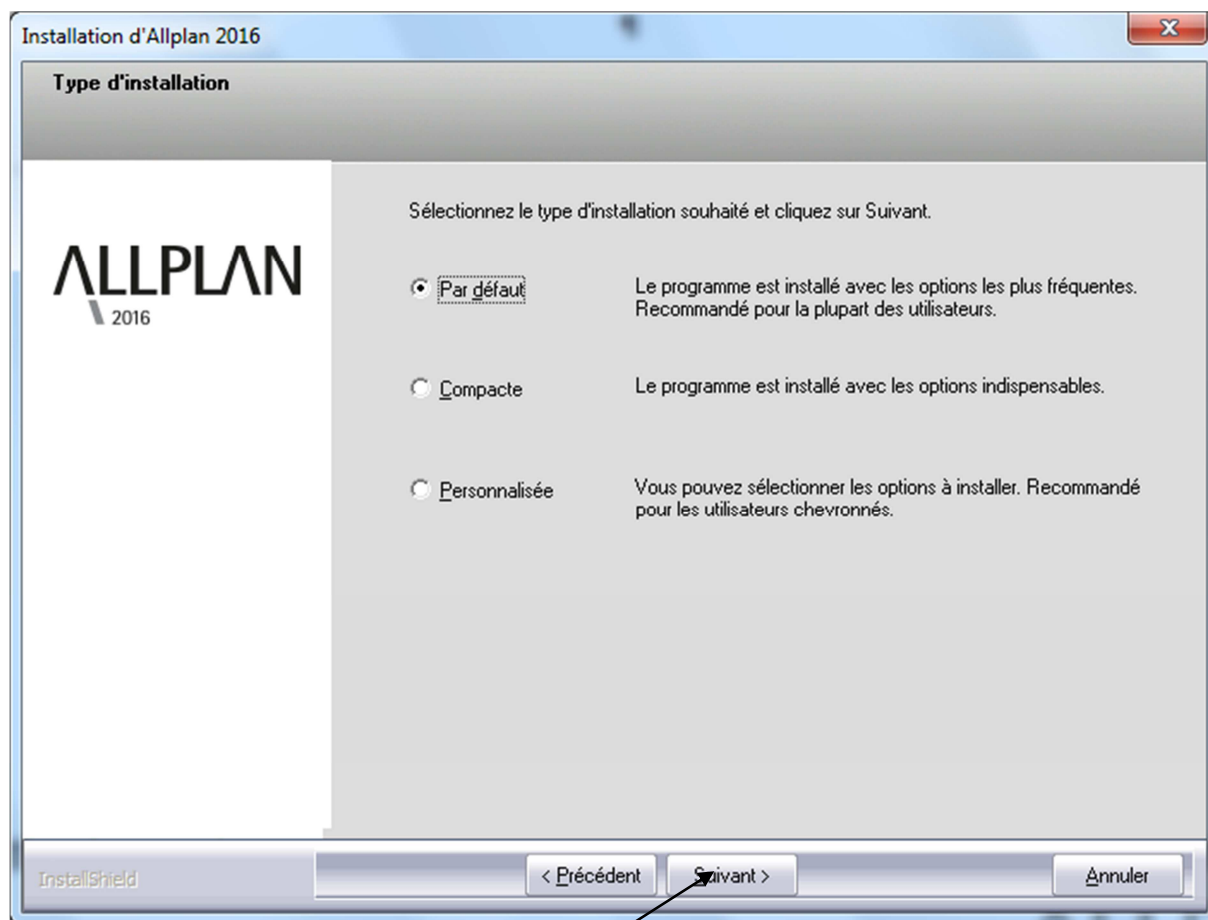 Installation d'Allplan 2016
Type d'installation
Sélectionnez le type d'installation souhaité et cliquez sur Suivant.
ALLPLAN
2016
Par défaut
Le programme est installé avec les options les plus fréquentes.
Recommandé pour la plupart des utilisateurs.
Compacte
Le programme est installé avec les options indispensables.
Personnalisée
Vous pouvez sélectionner les options à installer. Recommandé
pour les utilisateurs chevronnés.
InstallShield
< Précédent
Suivant >
Annuler